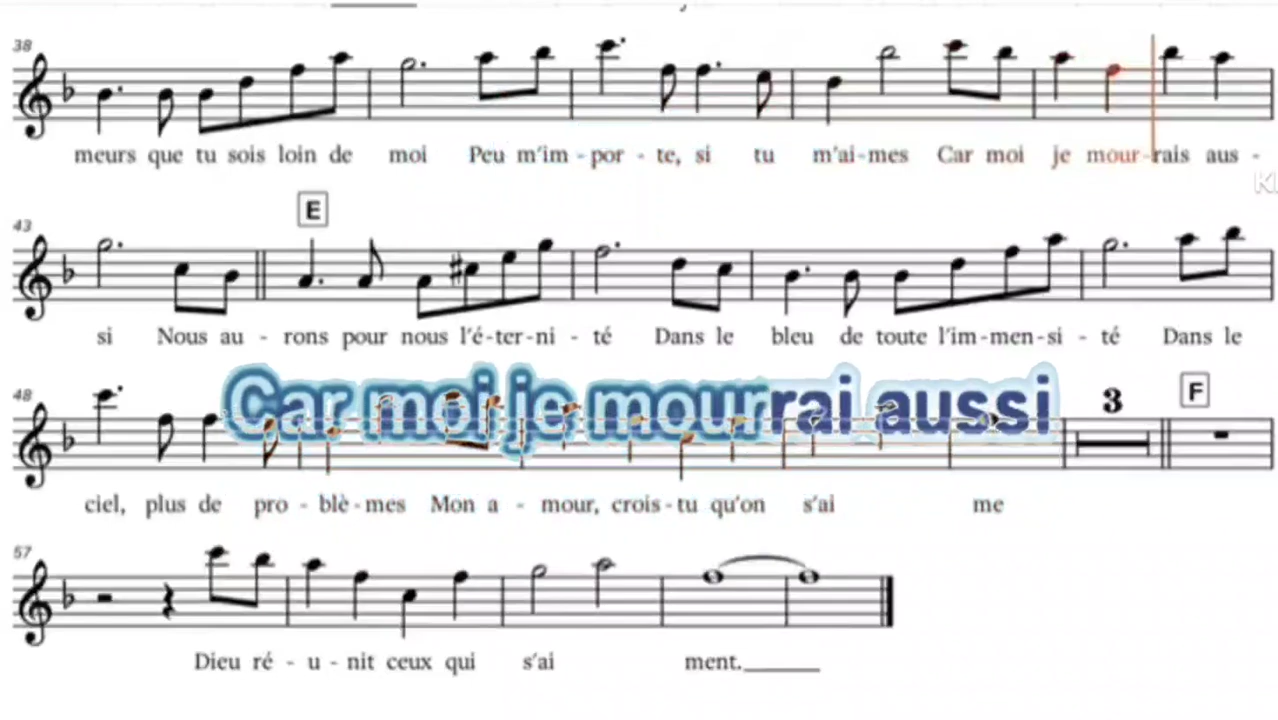 38
meurs que tu sois loin de moi Peu m'im - por - te, si tu m'ai - mes Car moi je mour - rais aus -
43
E
si Nous au - rons pour nous l'é - ter - ni - té Dans le bleu de toute l'im - men - si - té Dans le
Car moi je mourrai aussi
48
3
F
ciel, plus de pro - blè - mes Mon a - mour, crois - tu qu'on s'ai me
57
Dieu ré - u - nit ceux qui s'ai ment.